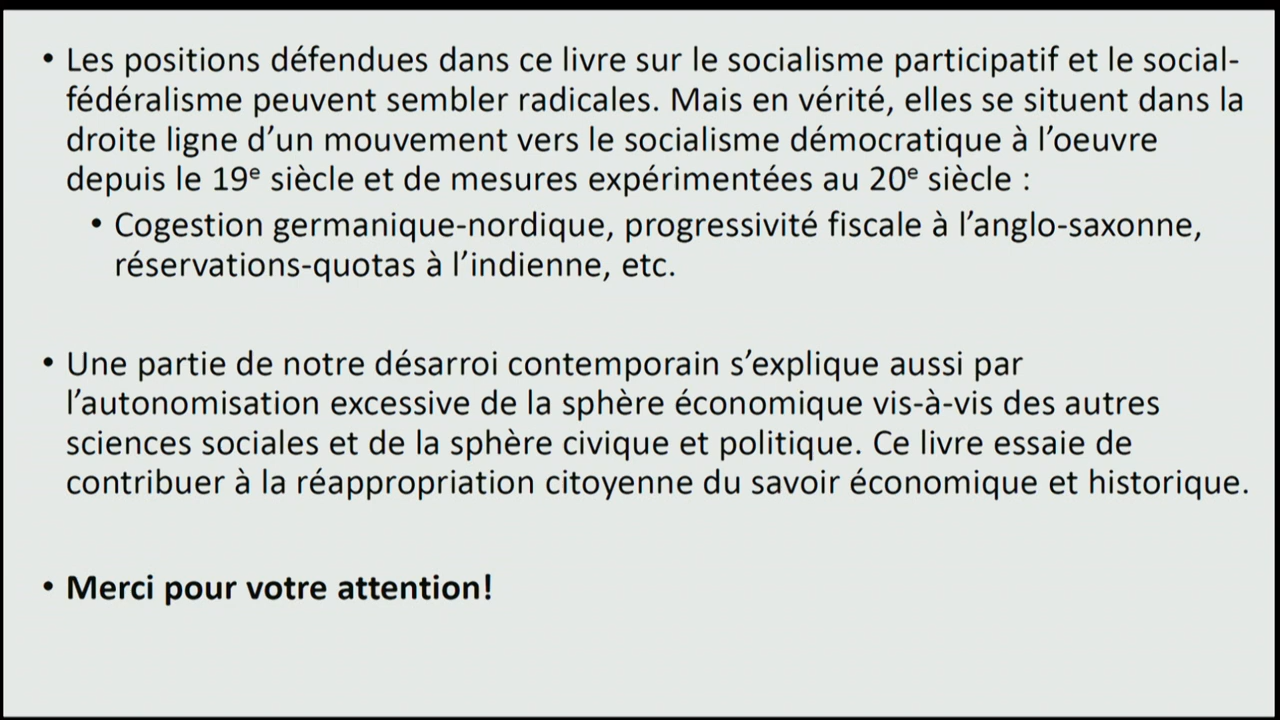 • Les positions défendues dans ce livre sur le socialisme participatif et le social-
fédéralisme peuvent sembler radicales. Mais en vérité, elles se situent dans la
droite ligne d’un mouvement vers le socialisme démocratique à l’oeuvre
depuis le 19e siècle et de mesures expérimentées au 20e siècle :
• Cogestion germanique-nordique, progressivité fiscale à l’anglo-saxonne,
réservations-quotas à l’indienne, etc.
• Une partie de notre désarroi contemporain s’explique aussi par
l’autonomisation excessive de la sphère économique vis-à-vis des autres
sciences sociales et de la sphère civique et politique. Ce livre essaie de
contribuer à la réappropriation citoyenne du savoir économique et historique.
• Merci pour votre attention!